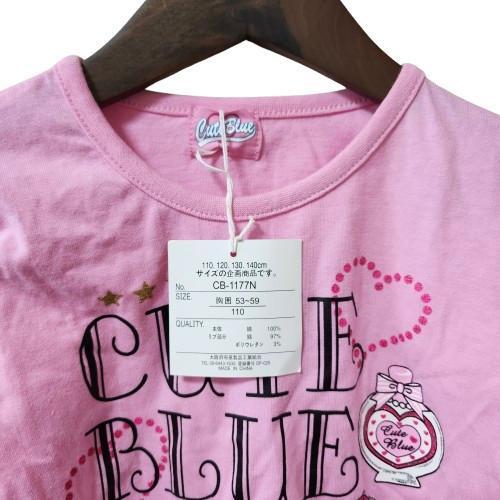 Cute Blue
110. 120. 130. 140cm
サイズの企画商品です。
No. CB-1177N
SIZE. 胸囲 53~59
110
QUALITY.
本体 綿 100%
リブ部分 綿 97%
ポリウレタン 3%
MADE IN CHINA
CUTE
BLUE
Cute
Blue